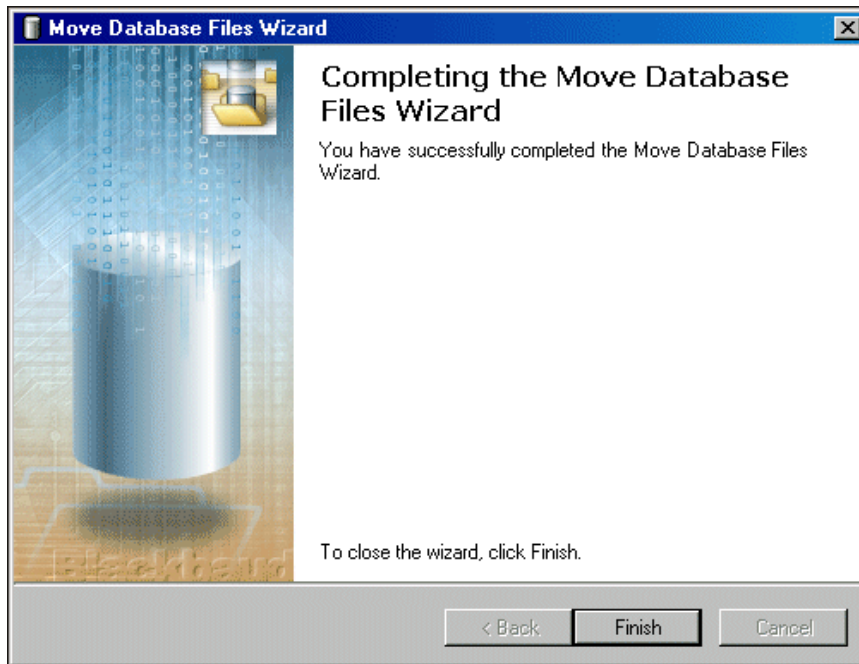 Move Database Files Wizard
Completing the Move Database
Files Wizard
You have successfully completed the Move Database Files
Wizard.
To close the wizard, click Finish.
Blackbaud
< Back
Finish
Cancel